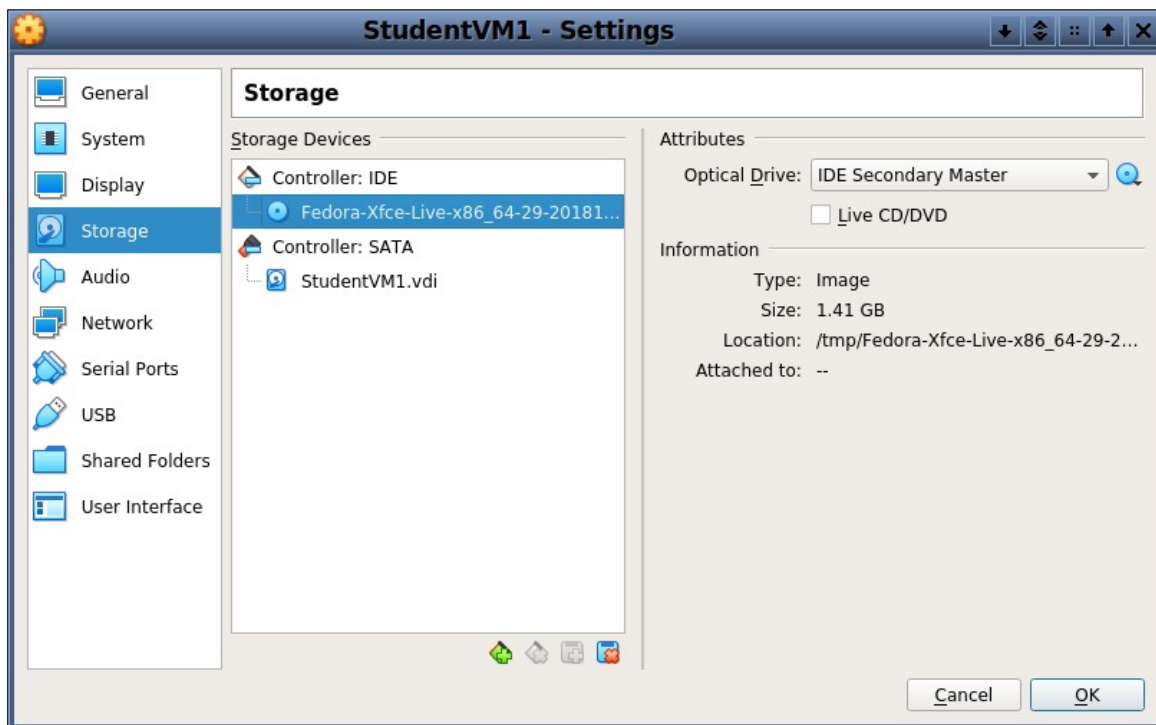 StudentVM1 - Settings
General
System
Display
Storage
Audio
Network
Serial Ports
USB
Shared Folders
User Interface
Storage
Storage Devices
Controller: IDE
Fedora-Xfce-Live-x86_64-29-20181...
Controller: SATA
StudentVM1.vdi
Attributes
Optical Drive: IDE Secondary Master
Live CD/DVD
Information
Type: Image
Size: 1.41 GB
Location: /tmp/Fedora-Xfce-Live-x86_64-29-2...
Attached to: --
Cancel
OK